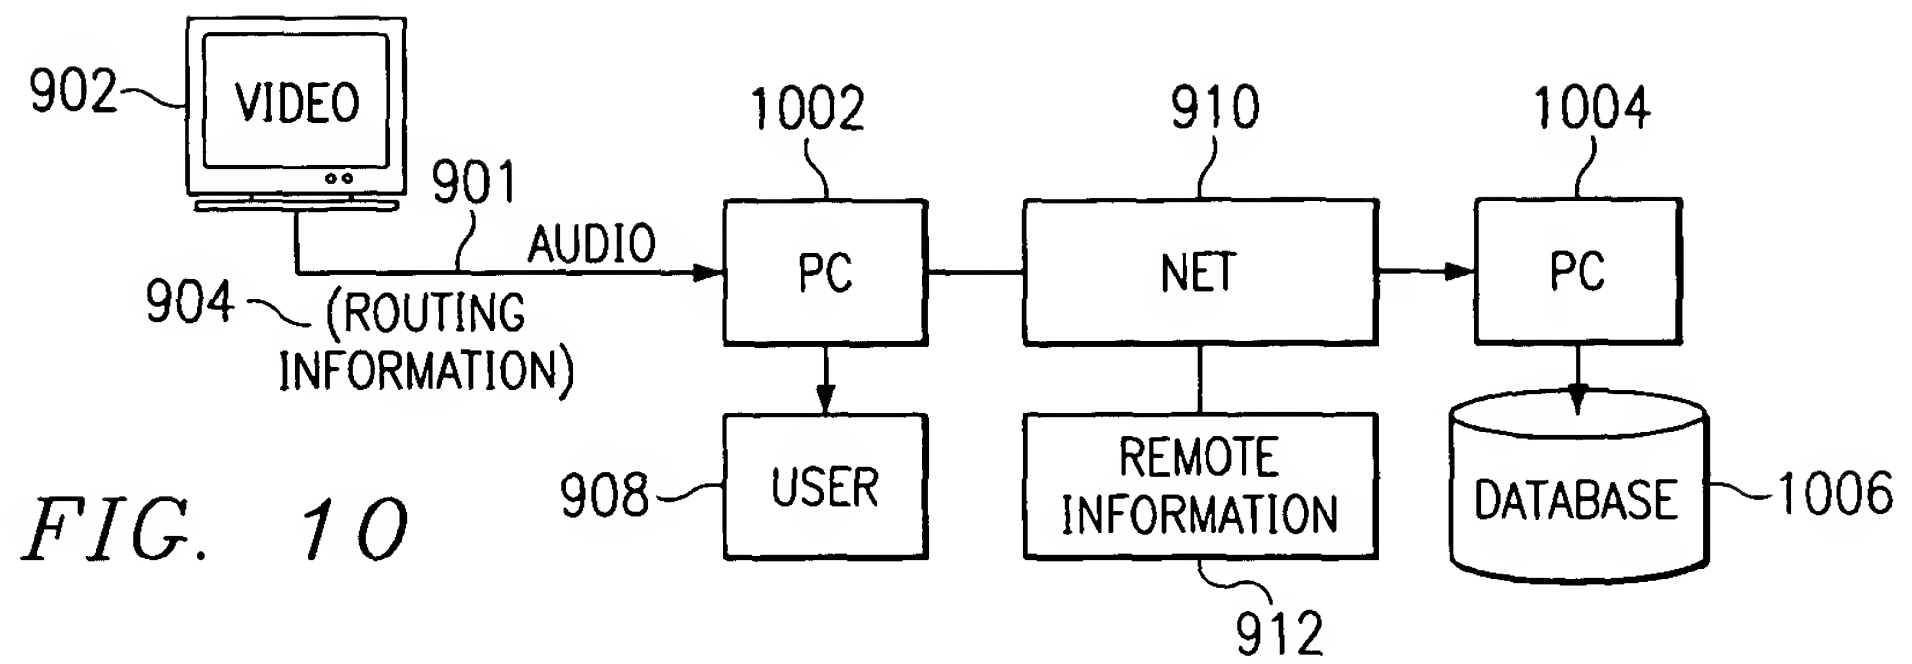 902
VIDEO
901
AUDIO
904
(ROUTING
INFORMATION)
1002
PC
910
NET
1004
PC
908
USER
REMOTE
INFORMATION
912
DATABASE
1006
FIG. 10